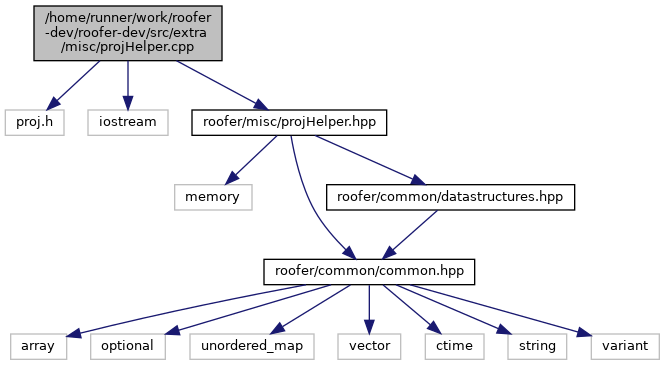 /home/runner/work/roofer
-dev/roofer-dev/src/extra
/misc/projHelper.cpp
proj.h
iostream
roofer/misc/projHelper.hpp
memory
roofer/common/datastructures.hpp
roofer/common/common.hpp
array
optional
unordered_map
vector
ctime
string
variant